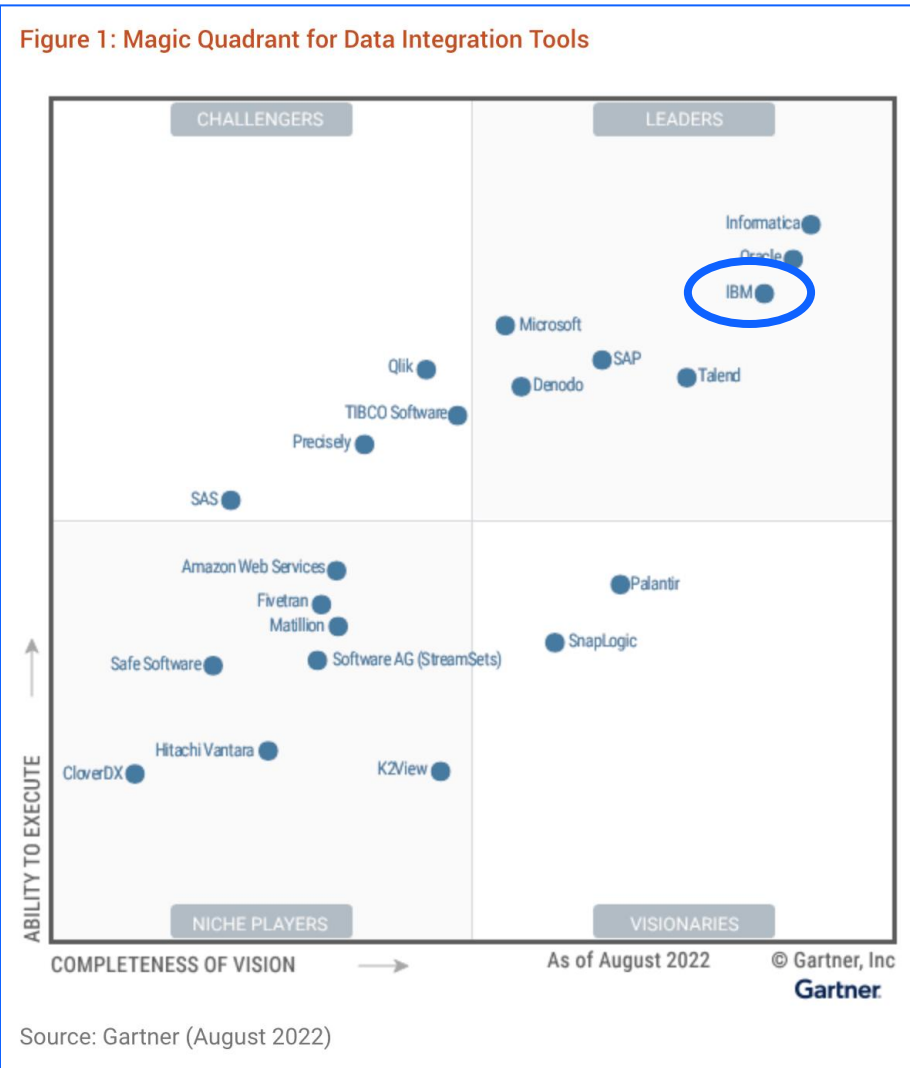 Figure 1: Magic Quadrant for Data Integration Tools
CHALLENGERS
LEADERS
Informatica
Oracle
IBM
Microsoft
SAP
Talend
Denodo
Qlik
TIBCO Software
Precisely
SAS
Amazon Web Services
Fivetran
Matillion
Software AG (StreamSets)
Safe Software
Hitachi Vantara
CloverDX
K2View
Palantir
SnapLogic
ABILITY TO EXECUTE
NICHE PLAYERS
VISIONARIES
COMPLETENESS OF VISION
As of August 2022
© Gartner, Inc
Gartner
Source: Gartner (August 2022)